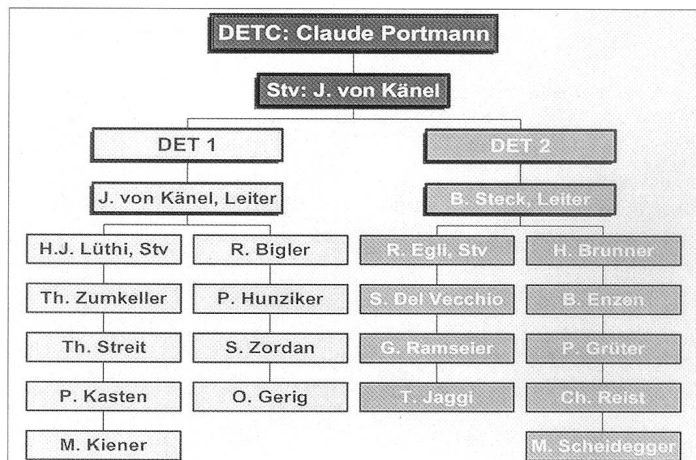 DETC: Claude Portmann
Stv: J. von Känel
DET 1
DET 2
J. von Känel, Leiter
B. Steck, Leiter
H.J. Lüthi, Stv
R. Bigler
R. Egli, Stv
H. Brunner
Th. Zumkeller
P. Hunziker
S. Del Vecchio
B. Enzen
Th. Streit
S. Zordan
G. Ramseier
P. Grüter
P. Kasten
O. Gerig
T. Jaggi
Ch. Reist
M. Kiener
M. Scheidegger